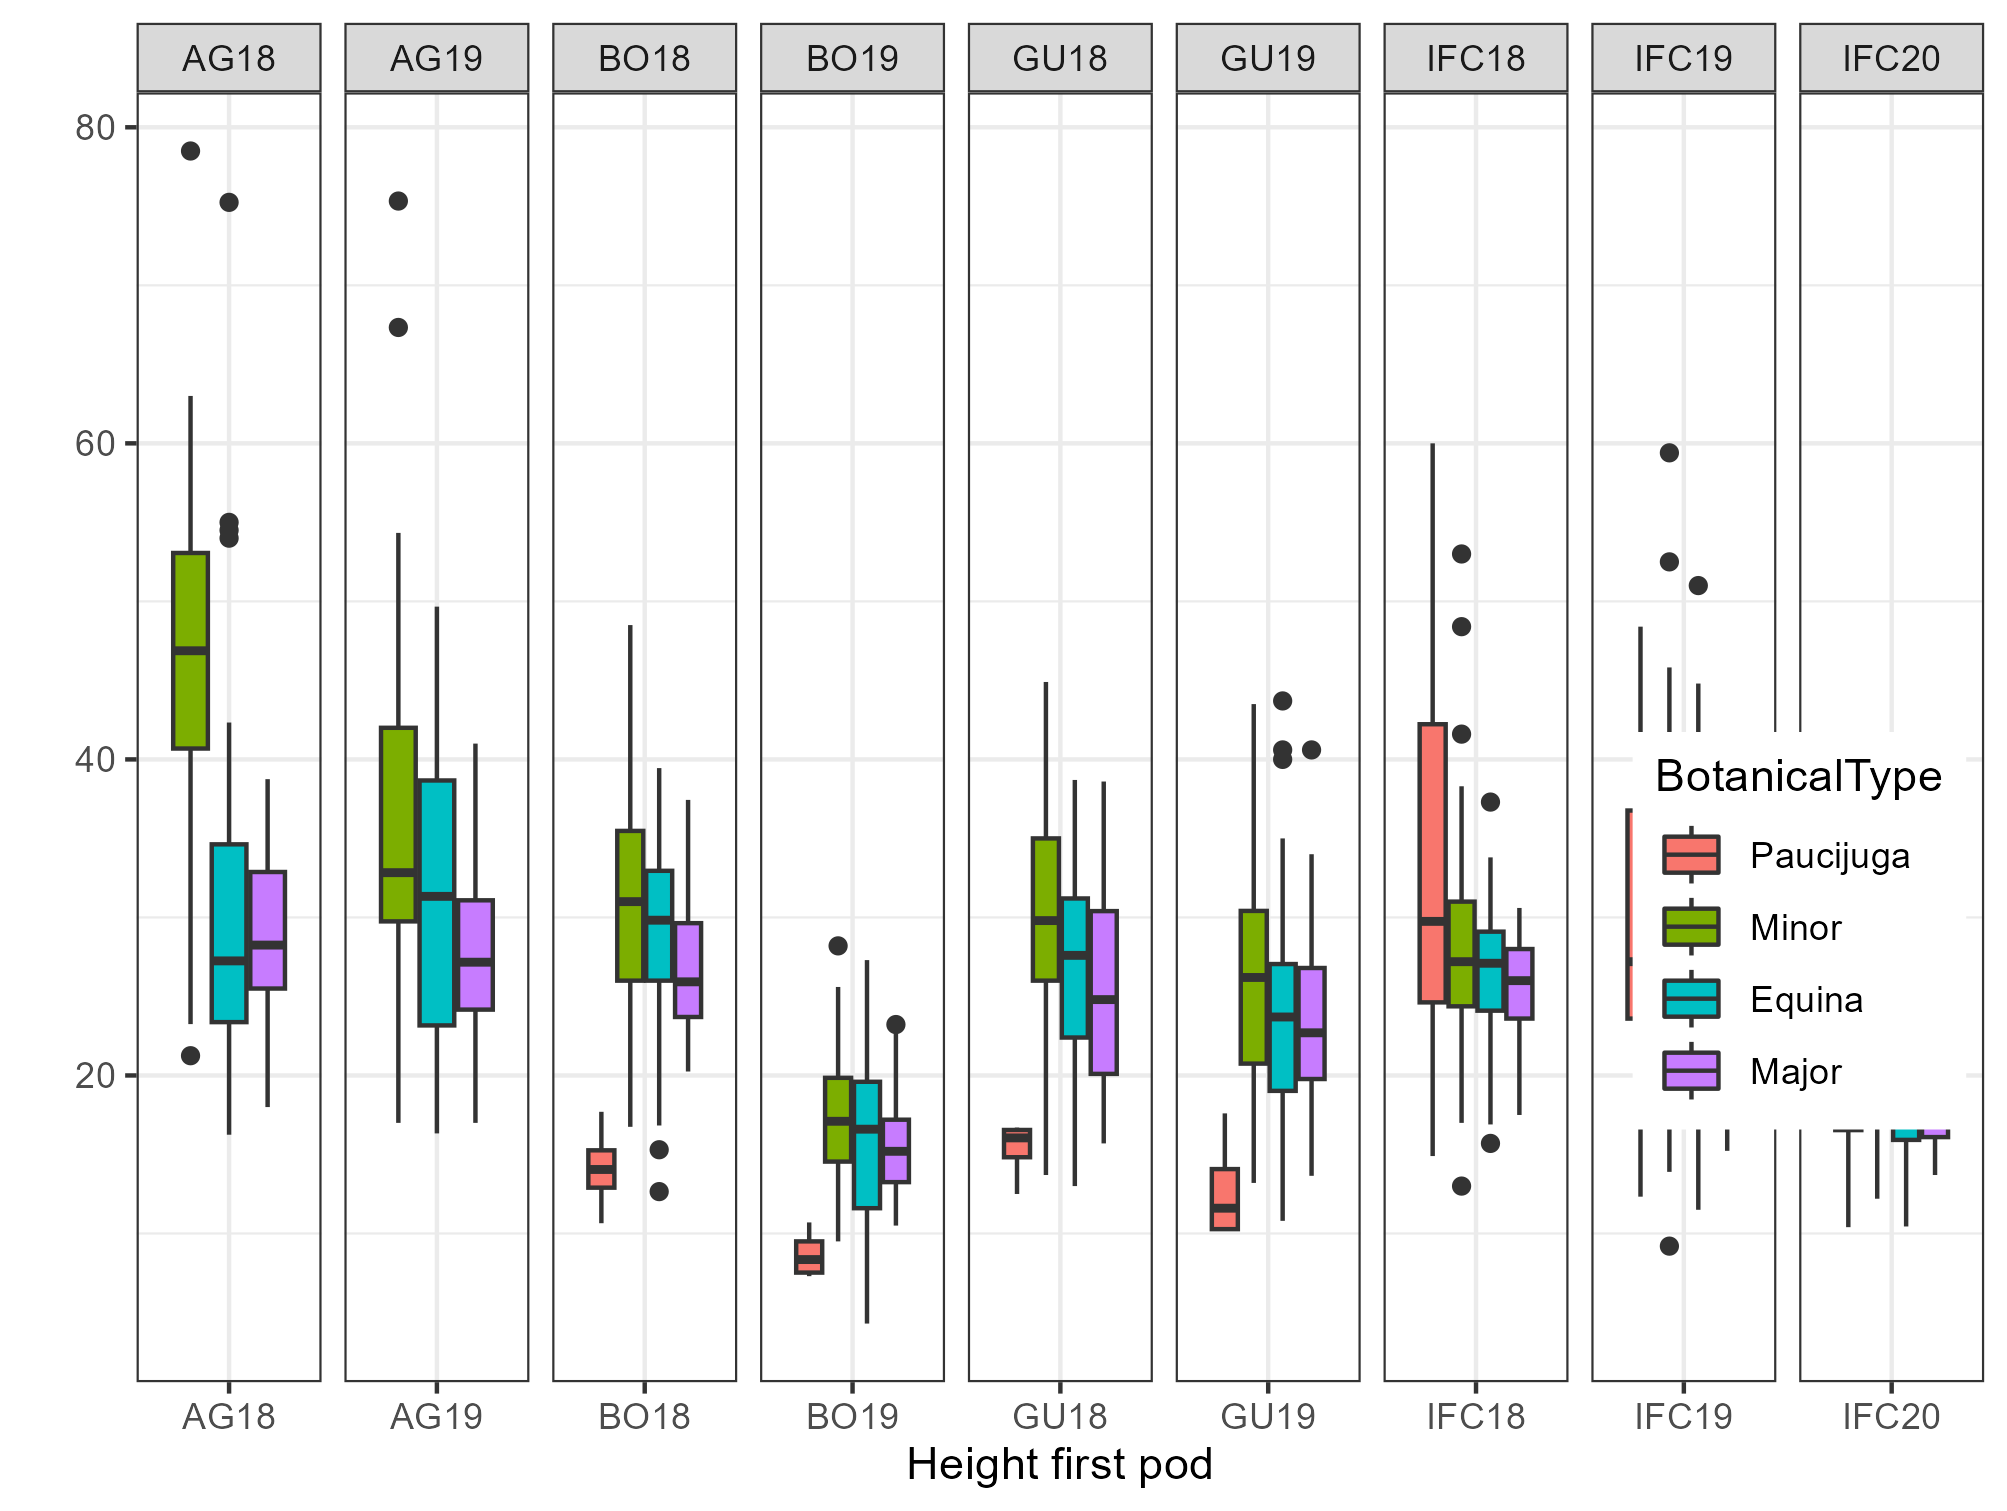 AG18 AG19 BO18 BO19 GU18 GU19 IFC18 IFC19 IFC20
80
60
40
20
BotanicalType
Paucijuga
Minor
Equina
Major
AG18 AG19 BO18 BO19 GU18 GU19 IFC18 IFC19 IFC20
Height first pod